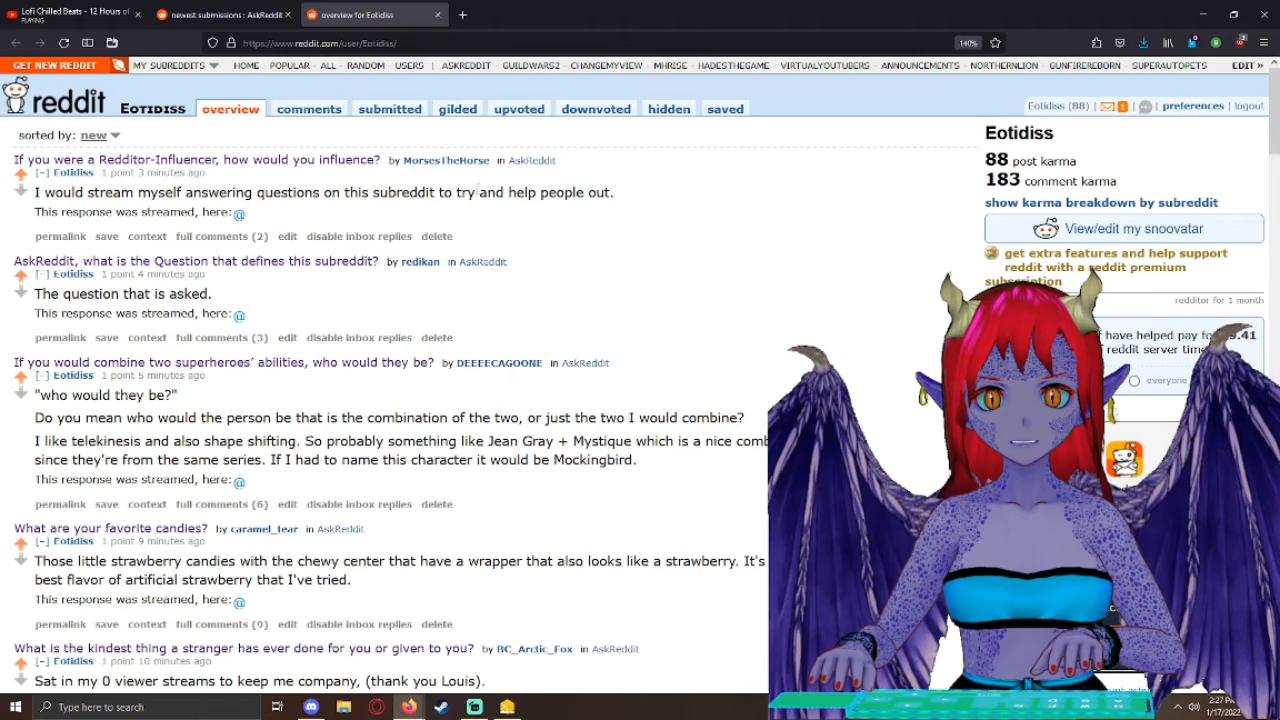 Lofi Chilled Beats - 12 Hours of
PLAYING
newest submissions : AskReddit
overview for Eotidiss
https://www.reddit.com/user/Eotidiss/
140%
GET NEW REDDIT
MY SUBREDDITS
HOME POPULAR - ALL - RANDOM - USERS | ASKREDDIT - GUILDWARS2 - CHANGEMYVIEW - MHRISE - HADESTHEGAME - VIRTUALYOUTUBERS - ANNOUNCEMENTS - NORTHERNLION - GUNFIREREBORN - SUPERAUTOPETS
EDIT »
reddit EOTIDISS overview comments submitted gilded upvoted downvoted hidden saved
Eotidiss (88) | 1 | | preferences | logout
sorted by: new
If you were a Redditor-Influencer, how would you influence? by MorsesTheHorse in AskReddit
[-] Eotidiss 1 point 3 minutes ago
I would stream myself answering questions on this subreddit to try and help people out.
This response was streamed, here:@
permalink save context full comments (2) edit disable inbox replies delete
AskReddit, what is the Question that defines this subreddit? by redikan in AskReddit
[-] Eotidiss 1 point 4 minutes ago
The question that is asked.
This response was streamed, here:@
permalink save context full comments (3) edit disable inbox replies delete
If you would combine two superheroes' abilities, who would they be? by DEEEECAGOONE in AskReddit
[-] Eotidiss 1 point 5 minutes ago
"who would they be?"
Do you mean who would the person be that is the combination of the two, or just the two I would combine?
I like telekinesis and also shape shifting. So probably something like Jean Gray + Mystique which is a nice comb
since they're from the same series. If I had to name this character it would be Mockingbird.
This response was streamed, here:@
permalink save context full comments (6) edit disable inbox replies delete
What are your favorite candies? by caramel_tear in AskReddit
[-] Eotidiss 1 point 9 minutes ago
Those little strawberry candies with the chewy center that have a wrapper that also looks like a strawberry. It's
best flavor of artificial strawberry that I've tried.
This response was streamed, here:@
permalink save context full comments (9) edit disable inbox replies delete
What is the kindest thing a stranger has ever done for you or given to you? by BC_Arctic_Fox in AskReddit
[-] Eotidiss 1 point 10 minutes ago
Sat in my 0 viewer streams to keep me company, (thank you Louis).
Eotidiss
88 post karma
183 comment karma
show karma breakdown by subreddit
View/edit my snoovatar
get extra features and help support
reddit with a reddit premium
subscription
redditor for 1 month
have helped pay for
9.41
reddit server time
everyone
Type here to search
3:27 P
1/17/2022